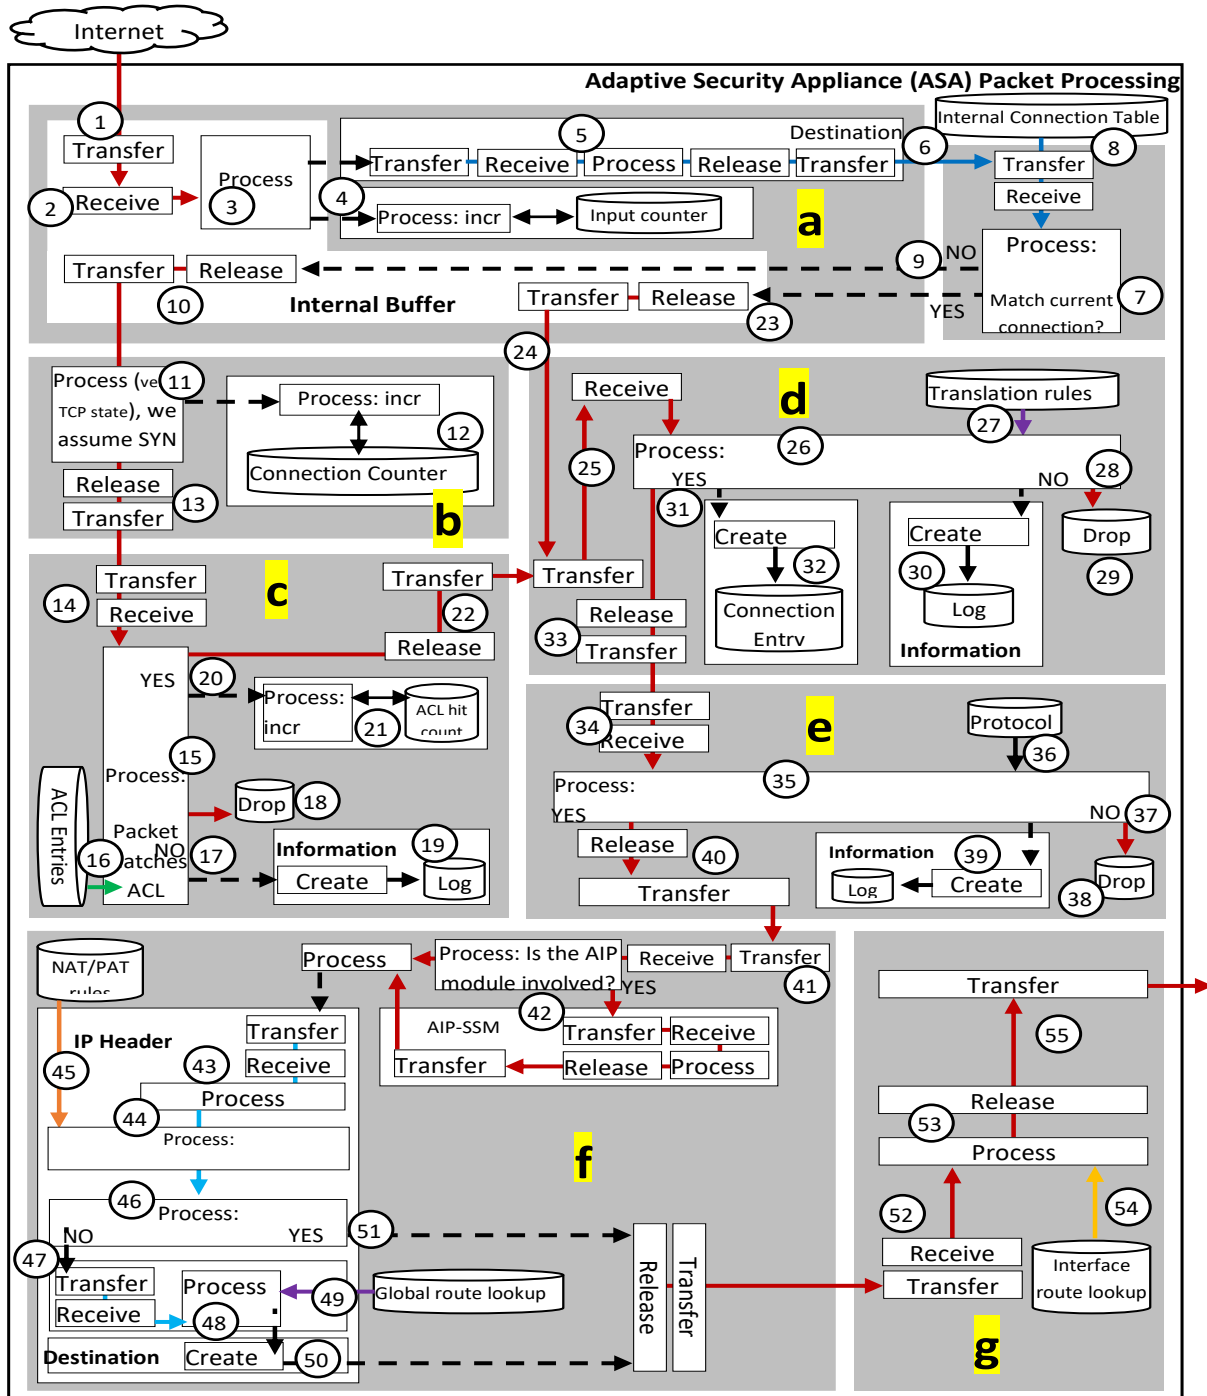 Internet
Adaptive Security Appliance (ASA) Packet Processing
1
Transfer
2
Receive
Process
3
4
5
Destination
Transfer
Receive
Process
Release
Transfer
6
Internal Connection Table
8
Transfer
Receive
Process: incr
Input counter
a
Process:
Match current
connection?
7
9
NO
YES
Transfer
Release
10
Internal Buffer
Transfer
Release
23
24
Process (ve
11
TCP state), we
assume SYN
Process: incr
12
Connection Counter
Release
Transfer
13
b
d
Receive
25
Translation rules
27
26
Process:
YES
NO
28
31
Create
32
Connection
Entry
Create
30
Log
Information
Drop
29
Transfer
Release
33
Transfer
c
14
Transfer
Receive
Transfer
22
Release
YES
20
Process:
incr
21
ACL hit
count
15
Process:
Drop
18
ACL Entries
16
Packet
matches
NO
17
ACL
Information
19
Create
Log
e
34
Transfer
Receive
Protocol
36
35
Process:
YES
NO
37
Release
40
Transfer
Information
39
Log
Create
38
Drop
NAT/PAT
rules
Process
Process: Is the AIP
module involved?
Receive
Transfer
41
YES
42
AIP-SSM
Transfer
Receive
Transfer
Release
Process
IP Header
Transfer
Receive
43
45
Process
44
Process:
f
46
Process:
NO
YES
51
47
Transfer
Receive
Process
48
49
Global route lookup
Destination
Create
50
Release
Transfer
Transfer
55
Release
53
Process
52
54
Receive
Transfer
Interface
route lookup
g